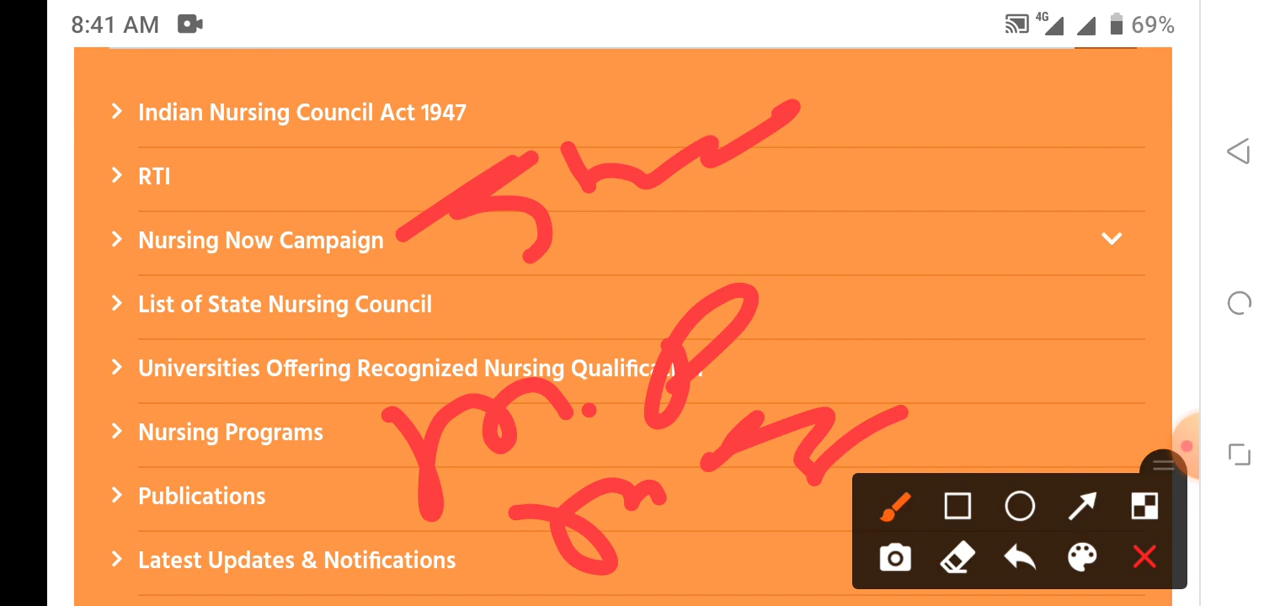 8:41 AM 4G 69%
Indian Nursing Council Act 1947
RTI
Nursing Now Campaign
List of State Nursing Council
Universities Offering Recognized Nursing
Nursing Programs
M.P
Publications
Latest Updates & Notifications